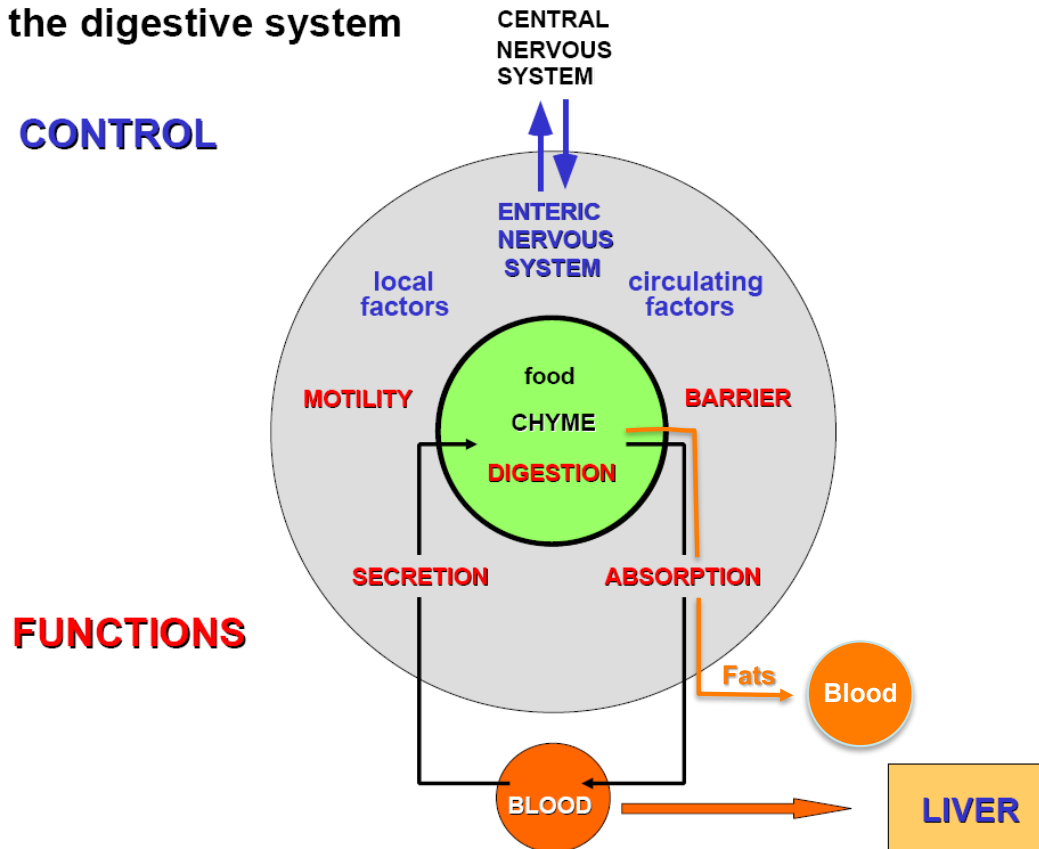 the digestive system
CENTRAL
NERVOUS
SYSTEM
CONTROL
ENTERIC
NERVOUS
SYSTEM
local
factors
circulating
factors
food
MOTILITY
BARRIER
CHYME
DIGESTION
SECRETION
ABSORPTION
FUNCTIONS
Fats
Blood
BLOOD
LIVER